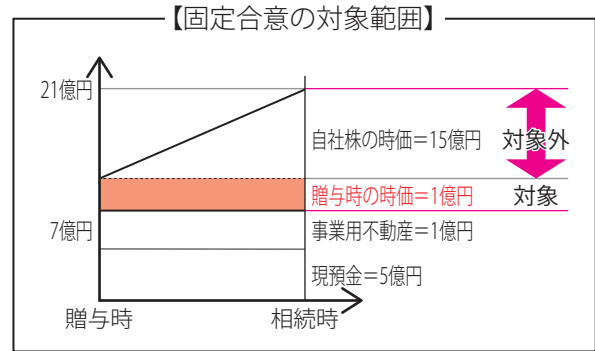 【固定合意の対象範囲】
21億円
自社株の時価＝15億円
対象外
贈与時の時価＝1億円
対象
7億円
事業用不動産＝1億円
現預金＝5億円
贈与時
相続時